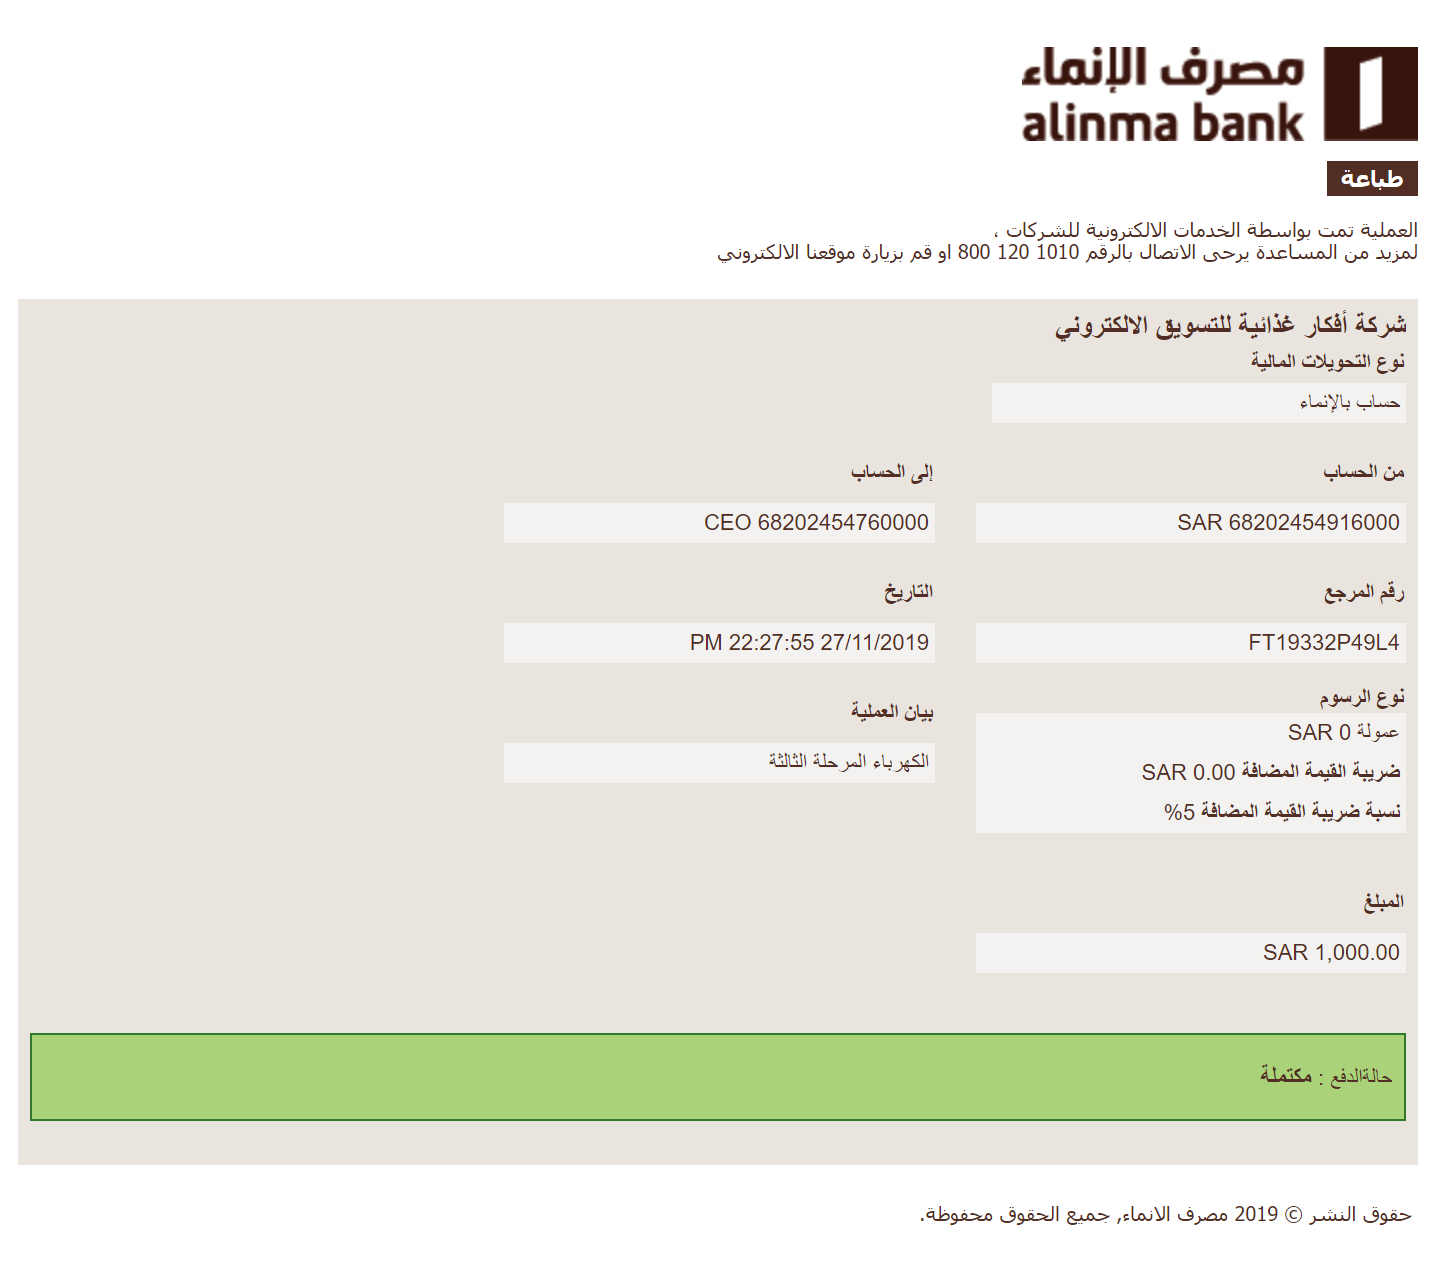 مصرف الإنماء
alinma bank
طباعة
العملية تمت بواسطة الخدمات الالكترونية للشركات ،
لمزيد من المساعدة يرحى الاتصال بالرقم 1010 120 800 او قم بزيارة موقعنا الالكتروني
شركة أفكار غذائية للتسويق الالكتروني
نوع التحويلات المالية
حساب بالإنماء
من الحساب
SAR 68202454916000
إلى الحساب
CEO 68202454760000
رقم المرجع
FT19332P49L4
التاريخ
PM 22:27:55 27/11/2019
نوع الرسوم
عمولة SAR 0
ضريبة القيمة المضافة SAR 0.00
نسبة ضريبة القيمة المضافة 5%
بيان العملية
الكهرباء المرحلة الثالثة
المبلغ
SAR 1,000.00
حالةالدفع : مكتملة
حقوق النشر © 2019 مصرف الانماء, جميع الحقوق محفوظة.